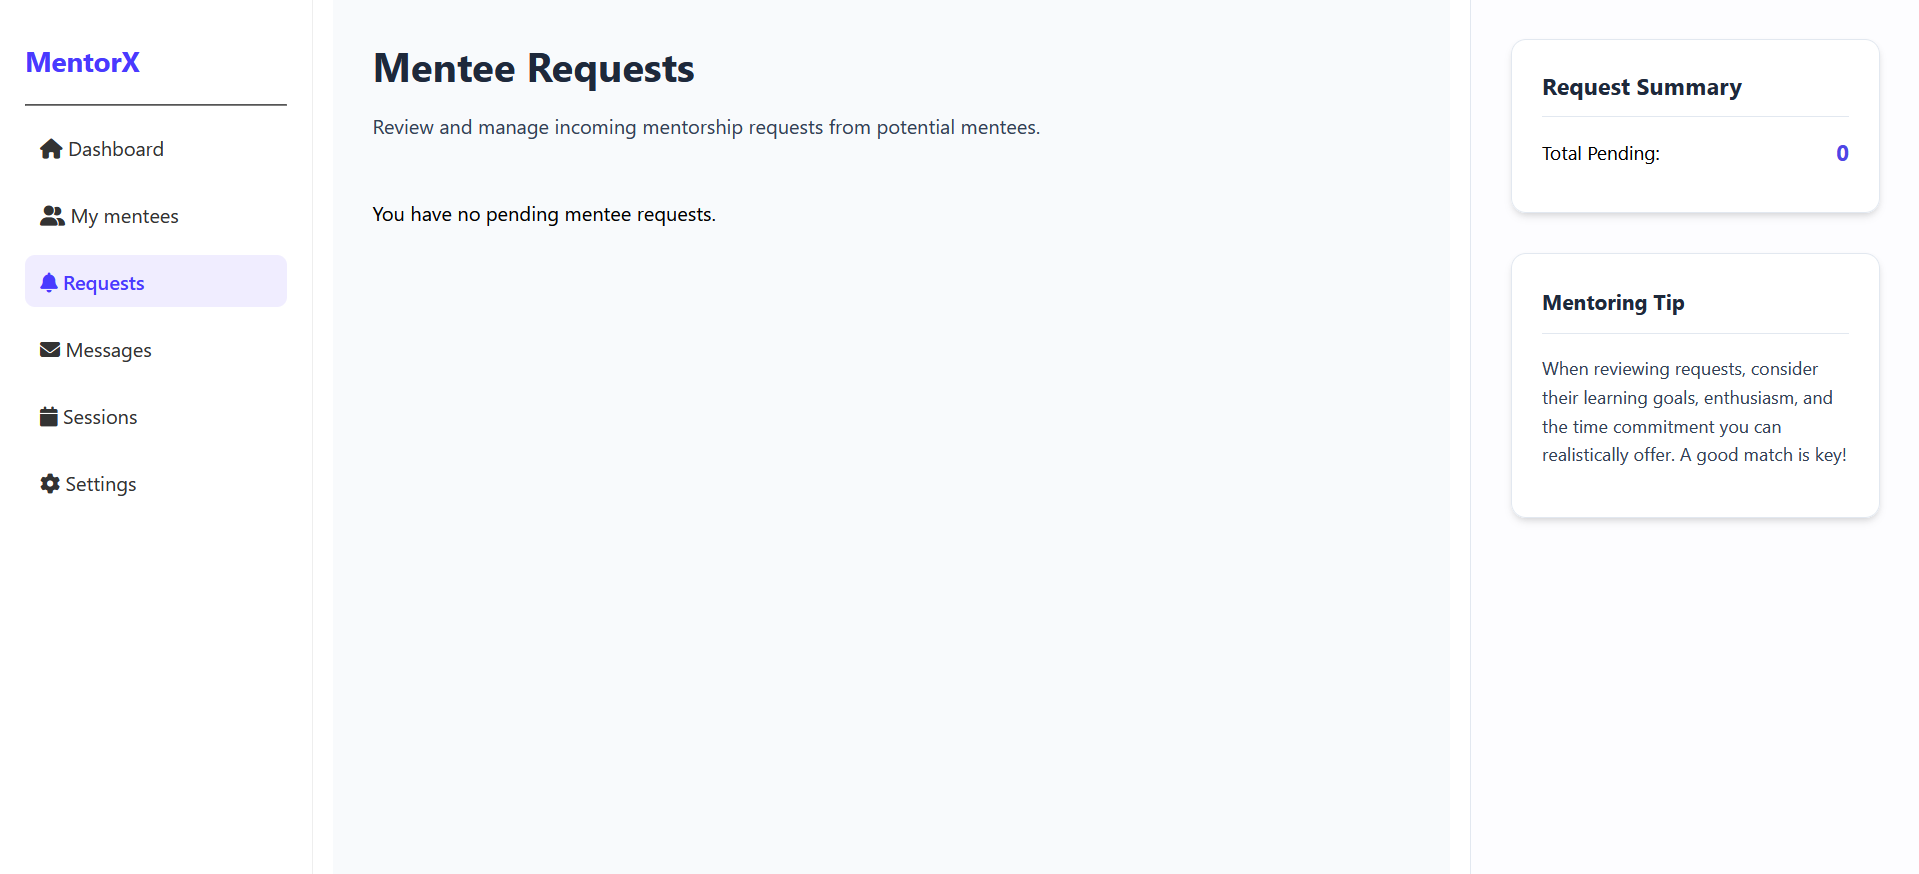 MentorX
Dashboard
My mentees
Requests
Messages
Sessions
Settings
Mentee Requests
Review and manage incoming mentorship requests from potential mentees.
You have no pending mentee requests.
Request Summary
Total Pending: 0
Mentoring Tip
When reviewing requests, consider
their learning goals, enthusiasm, and
the time commitment you can
realistically offer. A good match is key!